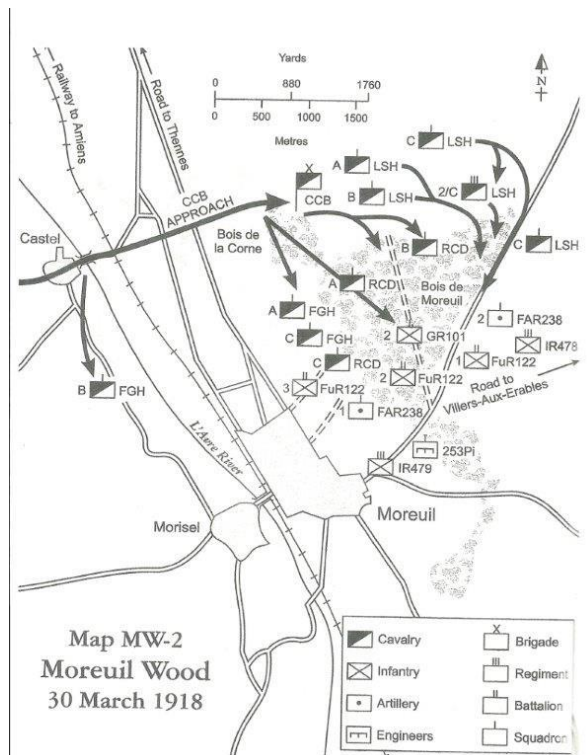 Yards
0 880 1760
0 500 1000 1500
Metres
N
Railway to Amiens
Road to Thennes
CCB
APPROACH
Castel
X
CCB
A LSH
B LSH
C LSH
2/C LSH
C LSH
Bois de
la Corne
B RCD
A RCD
Bois de
Moreuil
A FGH
C FGH
C RCD
B FGH
2 GR101
2 FAR238
IR478
1 FuR122
3 FuR122
2 FuR122
1 FAR238
Road to
Villers-Aux-Erables
253Pi
IR479
L'Avre River
Morisel
Moreuil
Map MW-2
Moreuil Wood
30 March 1918
Cavalry
Infantry
Artillery
Engineers
X Brigade
III Regiment
II Battalion
I Squadron